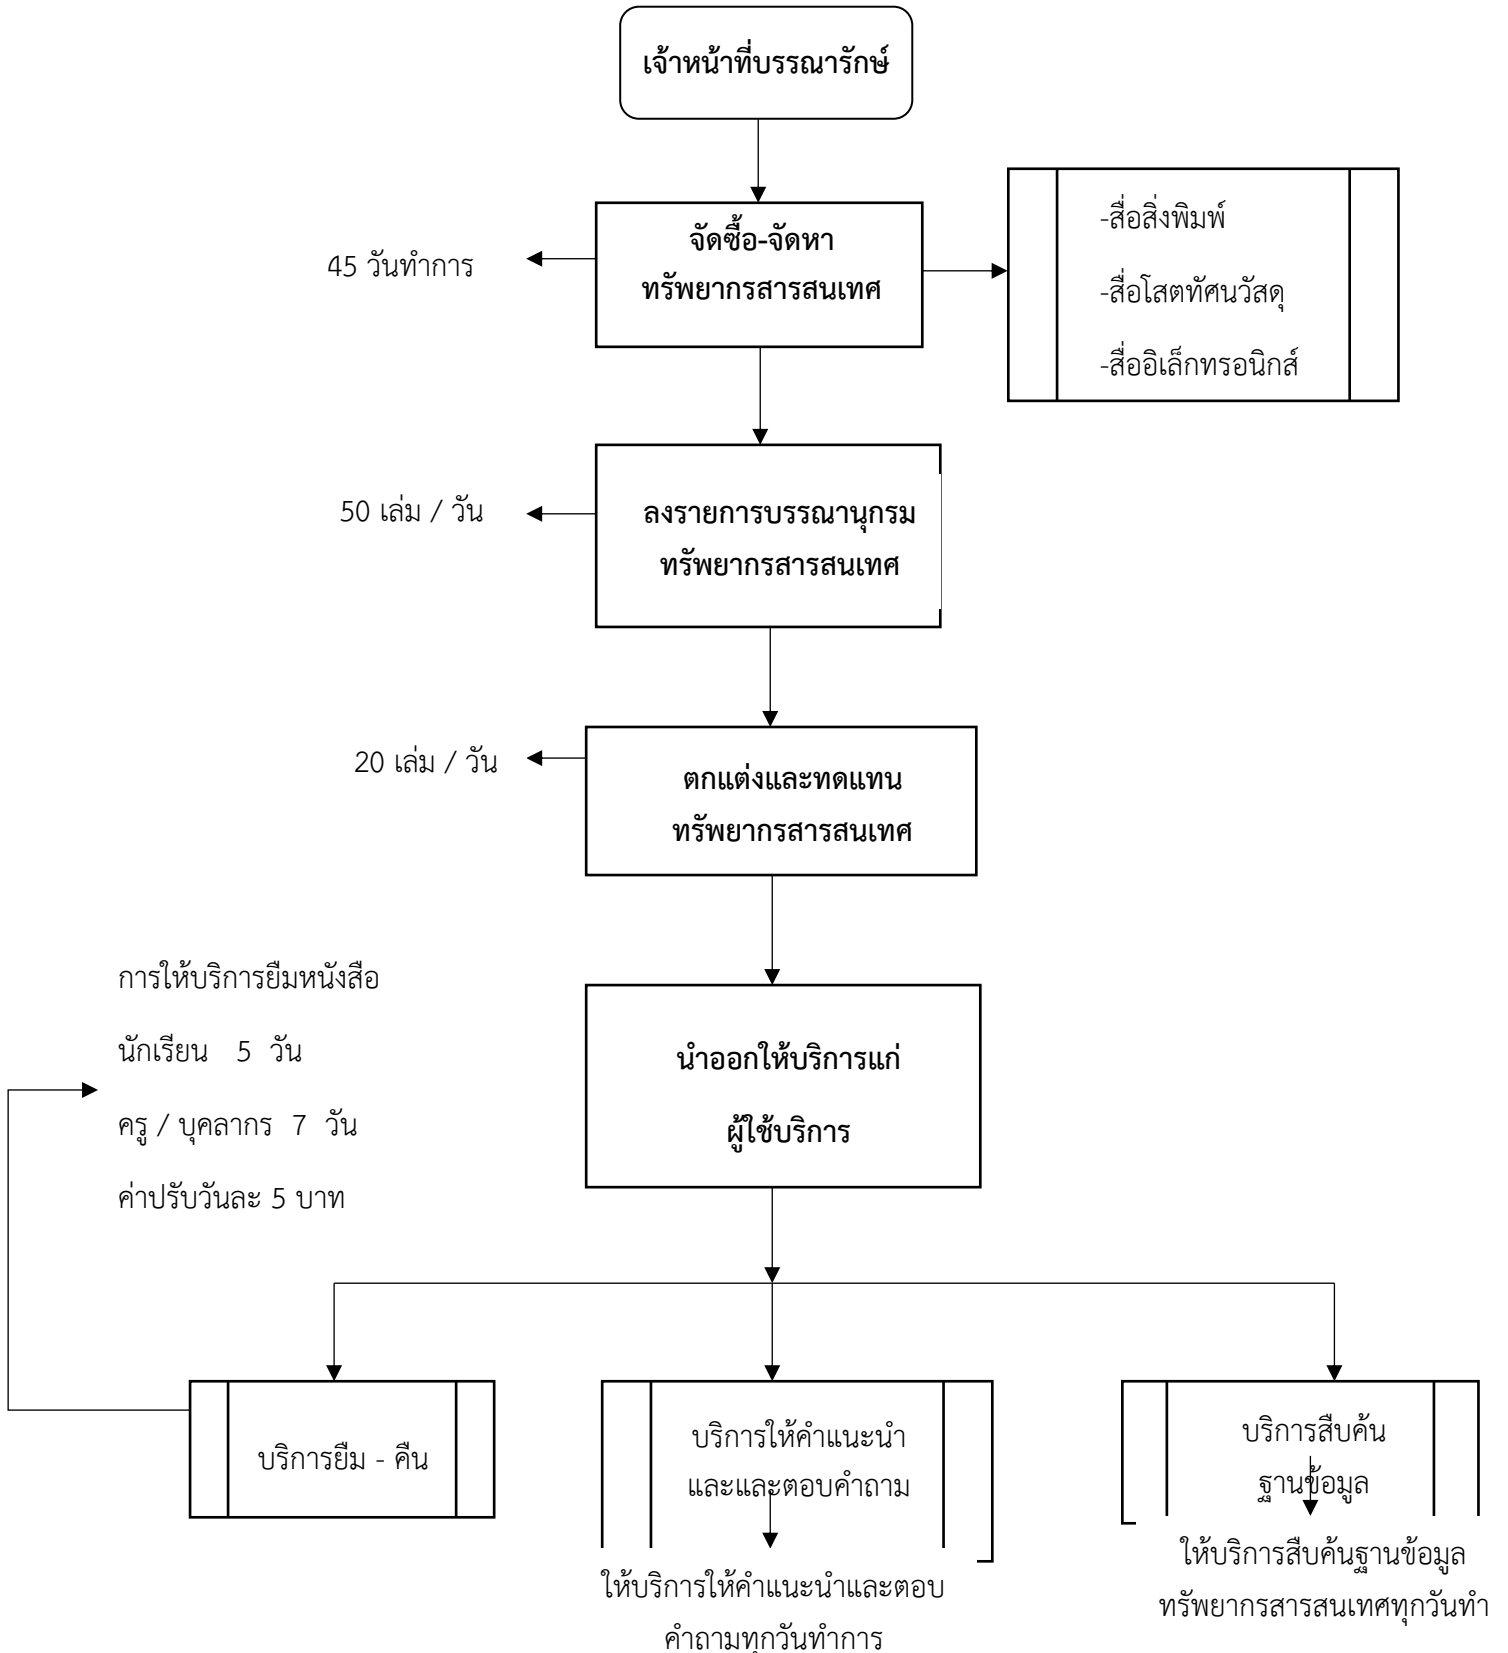 เจ้าหน้าที่บรรณารักษ์
จัดซื้อ-จัดหา
ทรัพยากรสารสนเทศ
45 วันทำการ
-สื่อสิ่งพิมพ์
-สื่อโสตทัศนวัสดุ
-สื่ออิเล็กทรอนิกส์
50 เล่ม / วัน
ลงรายการบรรณานุกรม
ทรัพยากรสารสนเทศ
20 เล่ม / วัน
ตกแต่งและทดแทน
ทรัพยากรสารสนเทศ
การให้บริการยืมหนังสือ
นักเรียน 5 วัน
ครู / บุคลากร 7 วัน
ค่าปรับวันละ 5 บาท
นำออกให้บริการแก่
ผู้ใช้บริการ
บริการยืม - คืน
บริการให้คำแนะนำ
และและตอบคำถาม
ให้บริการให้คำแนะนำและตอบ
คำถามทุกวันทำการ
บริการสืบค้น
ฐานข้อมูล
ให้บริการสืบค้นฐานข้อมูล
ทรัพยากรสารสนเทศทุกวันทำ